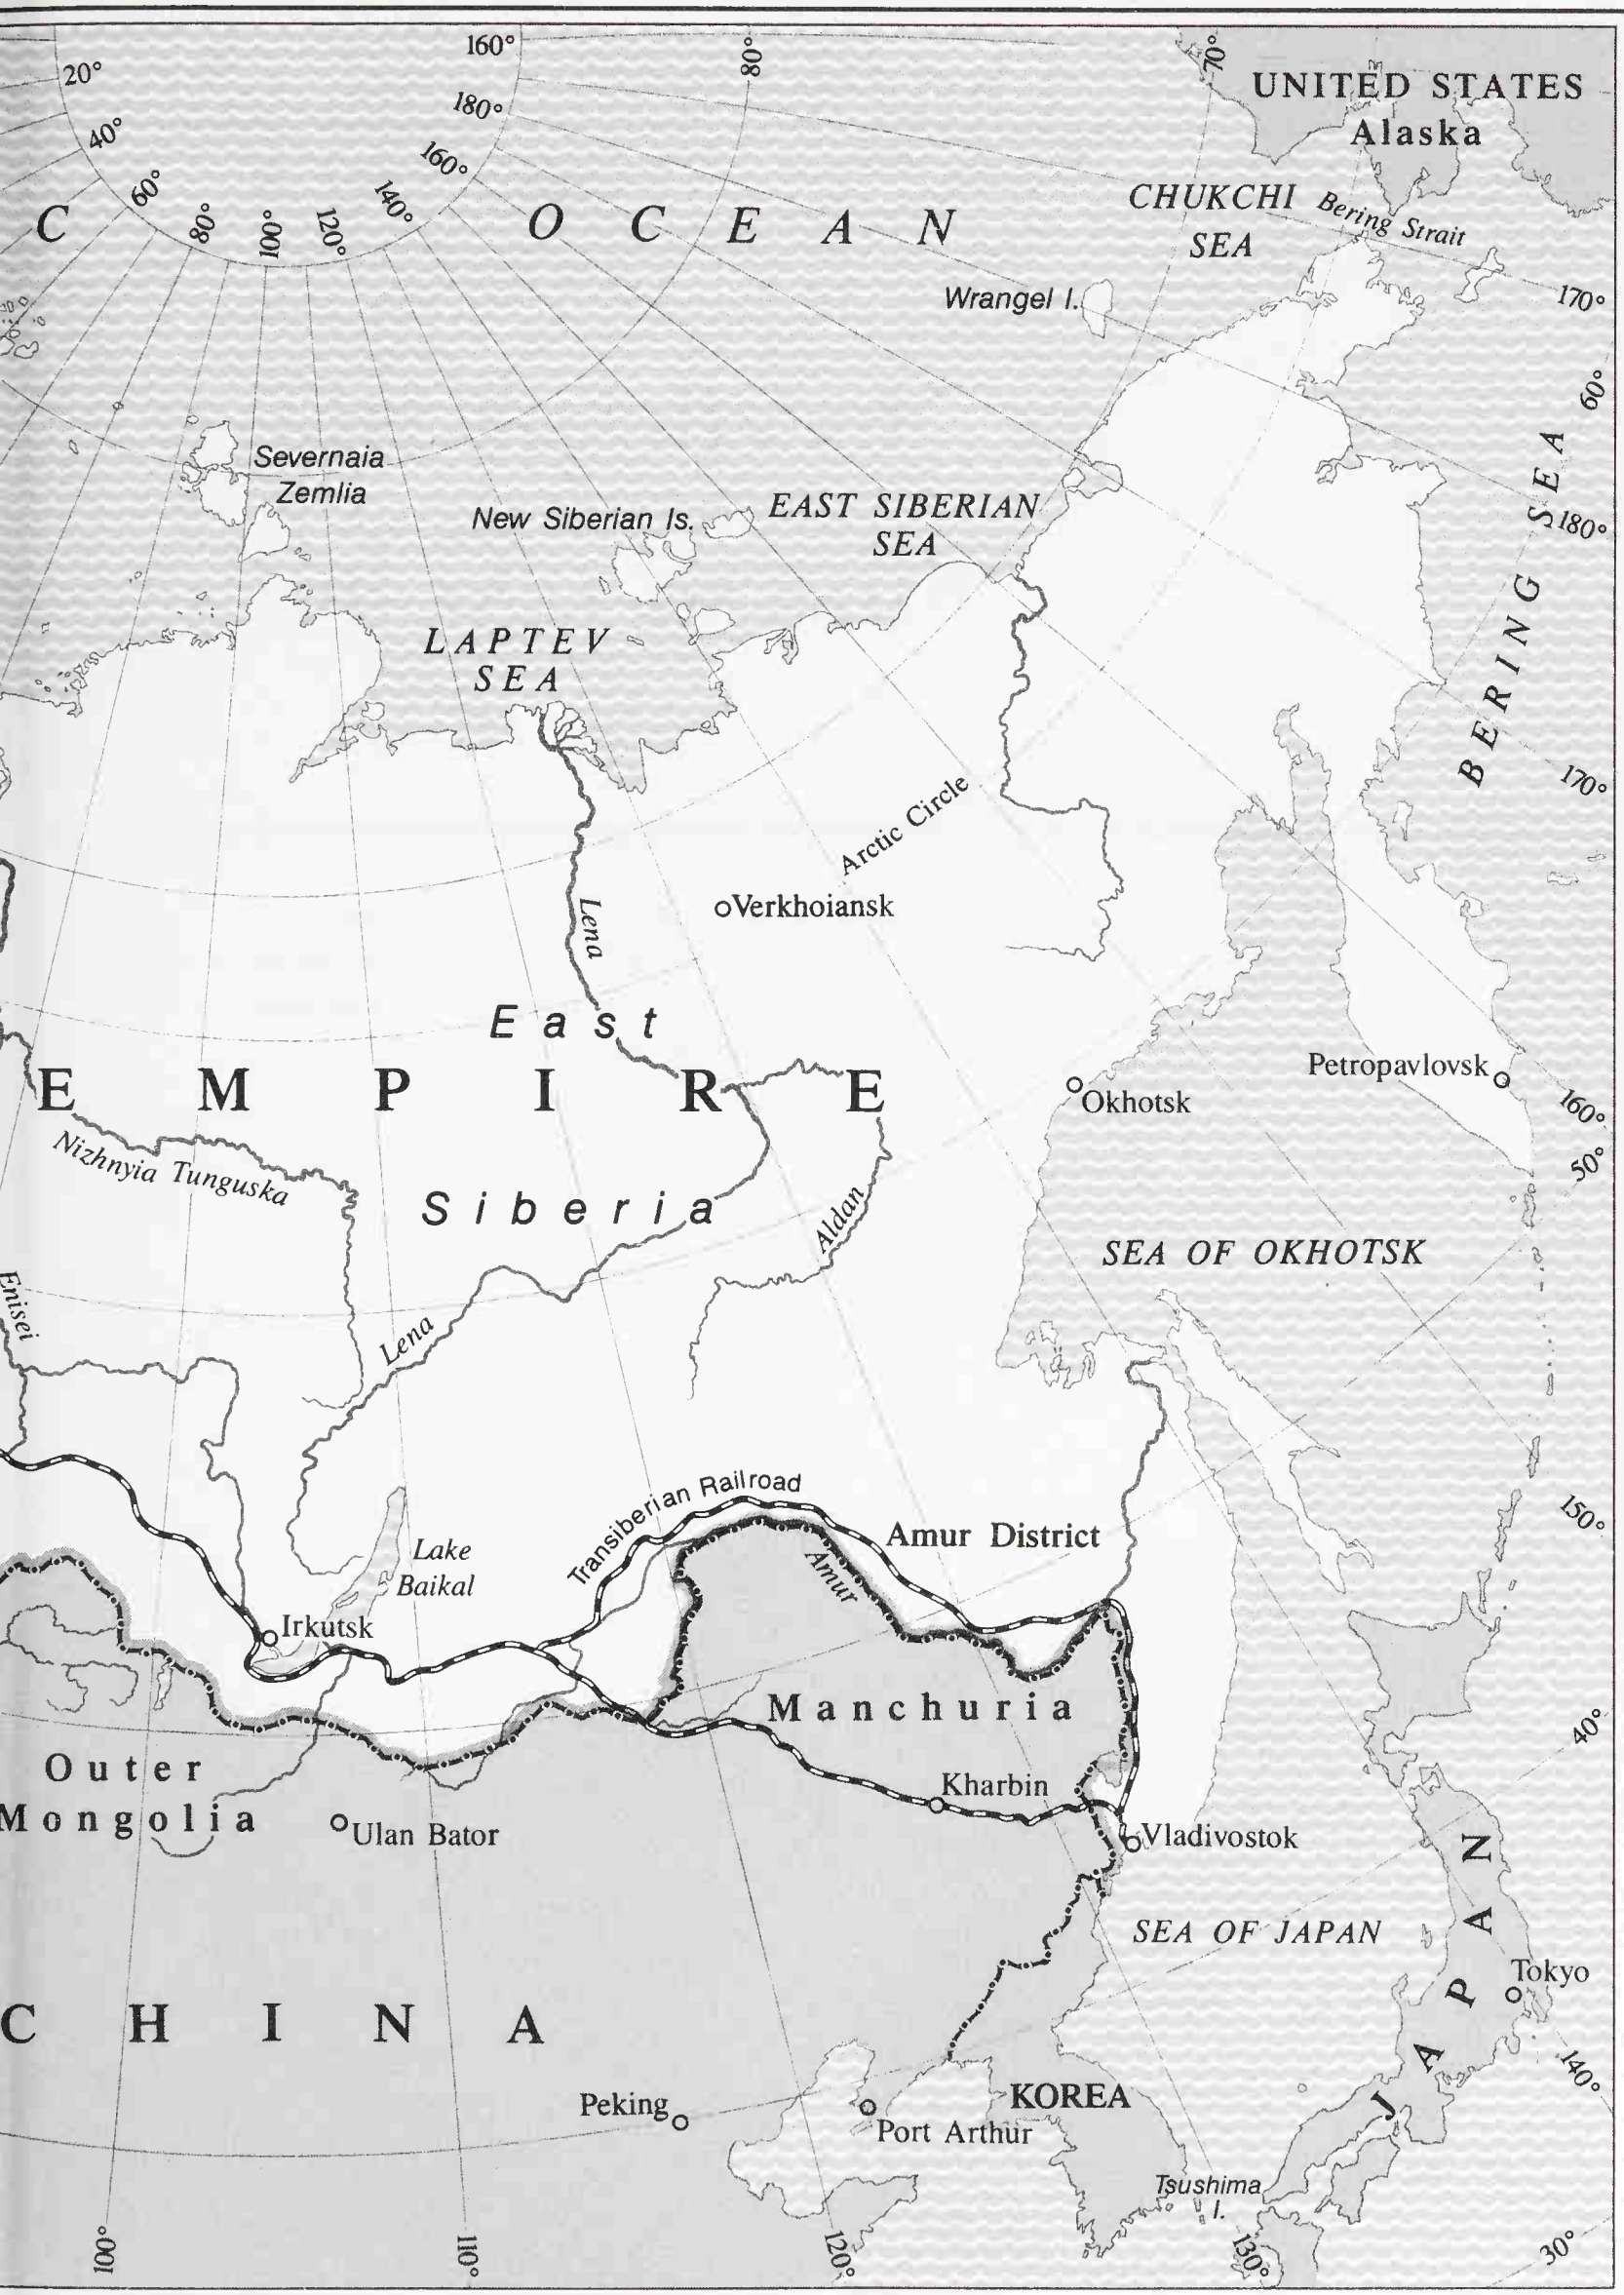 160°
80°
70°
20°
UNITED STATES
Alaska
180°
40°
160°
60°
80°
100°
120°
140°
C OCEAN
CHUKCHI
SEA
Bering Strait
Wrangel I.
170°
60°
Severnaia
Zemlia
New Siberian Is.
EAST SIBERIAN
SEA
180°
BERING SEA
LAPTEV
SEA
170°
Arctic Circle
Verkhoiansk
Lena
East
EMPIRE
Petropavlovsk
Okhotsk
160°
50°
Nizhnyia Tunguska
Siberia
Aldan
SEA OF OKHOTSK
Enisei
Lena
Transiberian Railroad
150°
Amur District
Lake
Baikal
Amur
Irkutsk
Manchuria
40°
Outer
Mongolia
Kharbin
Ulan Bator
Vladivostok
SEA OF JAPAN
JAPAN
Tokyo
CHINA
140°
Peking
KOREA
Port Arthur
Tsushima
I.
100°
110°
120°
130°
30°